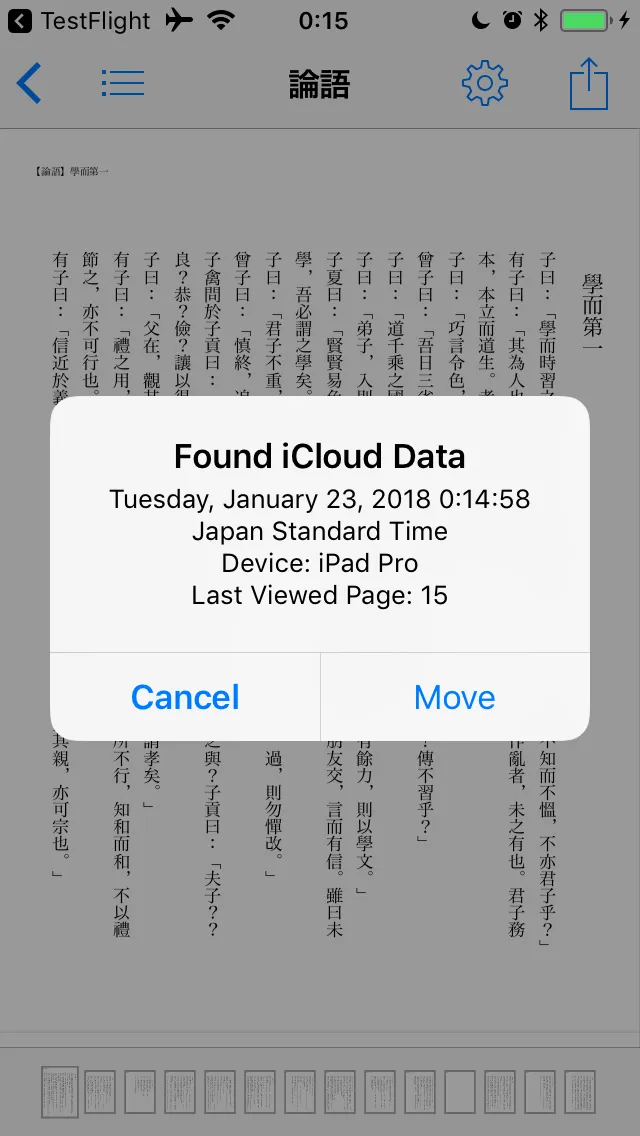 TestFlight
0:15
論語
【論語】學而第一
學而第一
子曰：「學而時習之
不知而不慍，不亦君子乎？」
有子曰：「其為人也
作亂者，未之有也。君子務
本，本立而道生。孝
子曰：「巧言令色，
曾子曰：「吾日三省
？傳不習乎？」
子曰：「道千乘之國
子曰：「弟子，入則
有餘力，則以學文。」
子夏曰：「賢賢易色
朋友交，言而有信。雖曰未
學，吾必謂之學矣。
子曰：「君子不重，
過，則勿憚改。」
曾子曰：「慎終，追
子禽問於子貢曰：
之與？子貢曰：「夫子？？
良？恭？儉？讓以得
子曰：「父在，觀其
謂孝矣。」
有子曰：「禮之用，
所不行，知和而和，不以禮
節之，亦不可行也。
有子曰：「信近於義
其親，亦可宗也。」
Found iCloud Data
Tuesday, January 23, 2018 0:14:58
Japan Standard Time
Device: iPad Pro
Last Viewed Page: 15
Cancel
Move